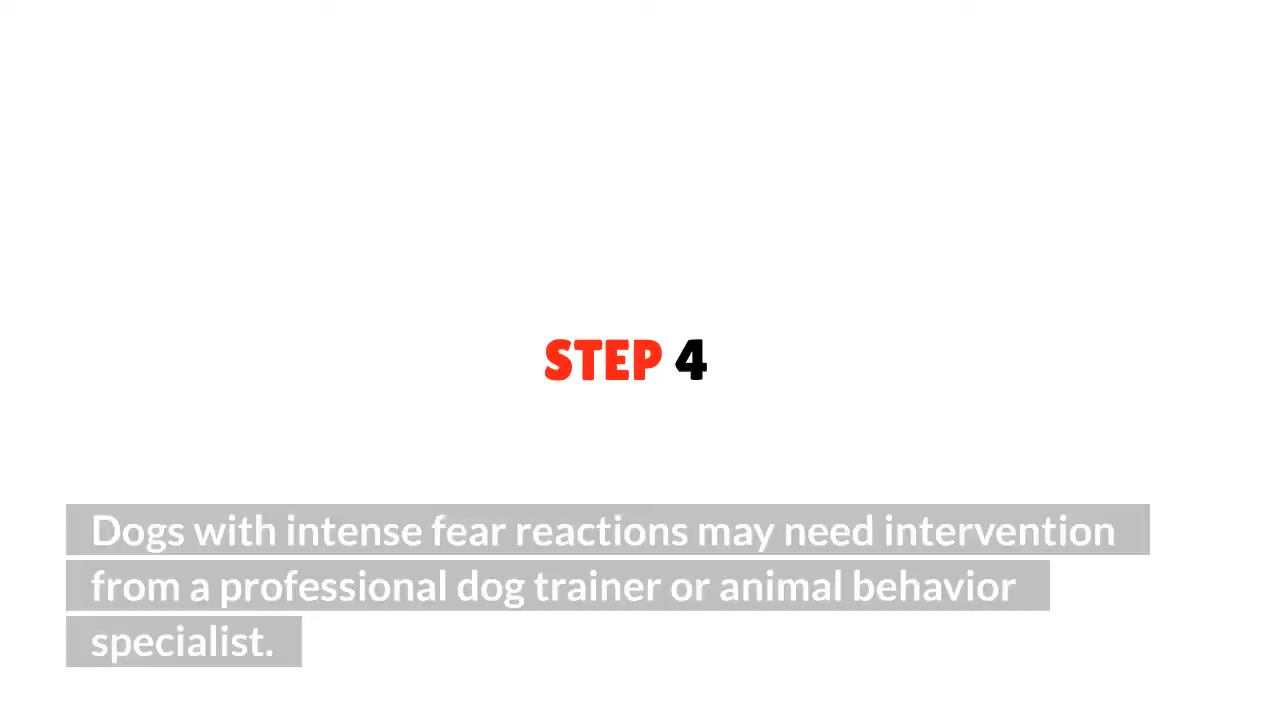 STEP 4
Dogs with intense fear reactions may need intervention
from a professional dog trainer or animal behavior
specialist.